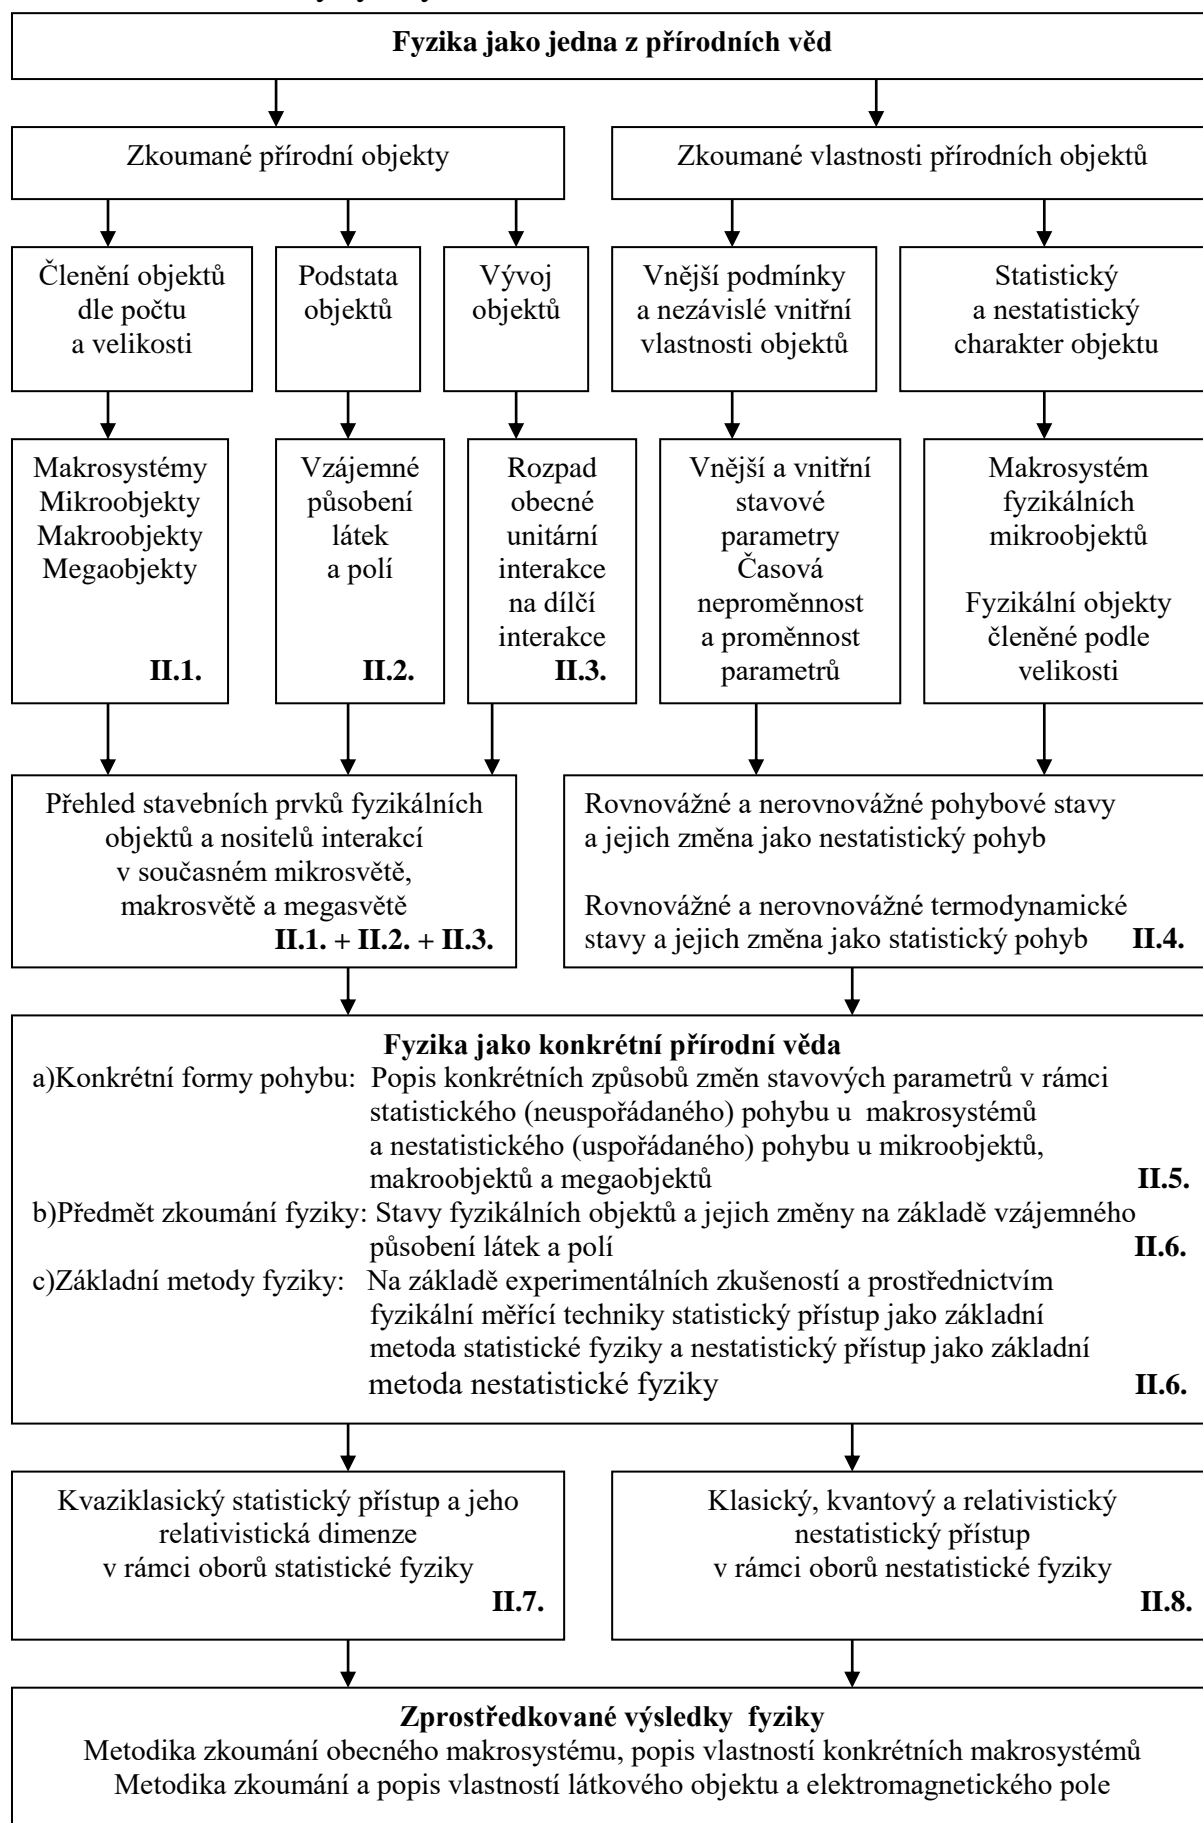 Fyzika jako jedna z přírodních věd
Zkoumané přírodní objekty
Zkoumané vlastnosti přírodních objektů
Členění objektů
dle počtu
a velikosti
Podstata
objektů
Vývoj
objektů
Vnější podmínky
a nezávislé vnitřní
vlastnosti objektů
Statistický
a nestatistický
charakter objektu
Makrosystémy
Mikroobjekty
Makroobjekty
Megaobjekty
II.1.
Vzájemné
působení
látek
a polí
II.2.
Rozpad
obecné
unitární
interakce
na dílčí
interakce
II.3.
Vnější a vnitřní
stavové
parametry
Časová
neproměnnost
a proměnnost
parametrů
Makrosystém
fyzikálních
mikroobjektů
Fyzikální objekty
členěné podle
velikosti
Přehled stavebních prvků fyzikálních
objektů a nositelů interakcí
v současném mikrosvětě,
makrosvětě a megasvětě
II.1. + II.2. + II.3.
Rovnovážné a nerovnovážné pohybové stavy
a jejich změna jako nestatistický pohyb
Rovnovážné a nerovnovážné termodynamické
stavy a jejich změna jako statistický pohyb II.4.
Fyzika jako konkrétní přírodní věda
a)Konkrétní formy pohybu: Popis konkrétních způsobů změn stavových parametrů v rámci
statistického (neuspořádaného) pohybu u makrosystémů
a nestatistického (uspořádaného) pohybu u mikroobjektů,
makroobjektů a megaobjektů II.5.
b)Předmět zkoumání fyziky: Stavy fyzikálních objektů a jejich změny na základě vzájemného
působení látek a polí II.6.
c)Základní metody fyziky: Na základě experimentálních zkušeností a prostřednictvím
fyzikální měřící techniky statistický přístup jako základní
metoda statistické fyziky a nestatistický přístup jako základní
metoda nestatistické fyziky II.6.
Kvaziklasický statistický přístup a jeho
relativistická dimenze
v rámci oborů statistické fyziky
II.7.
Klasický, kvantový a relativistický
nestatistický přístup
v rámci oborů nestatistické fyziky
II.8.
Zprostředkované výsledky fyziky
Metodika zkoumání obecného makrosystému, popis vlastností konkrétních makrosystémů
Metodika zkoumání a popis vlastností látkového objektu a elektromagnetického pole